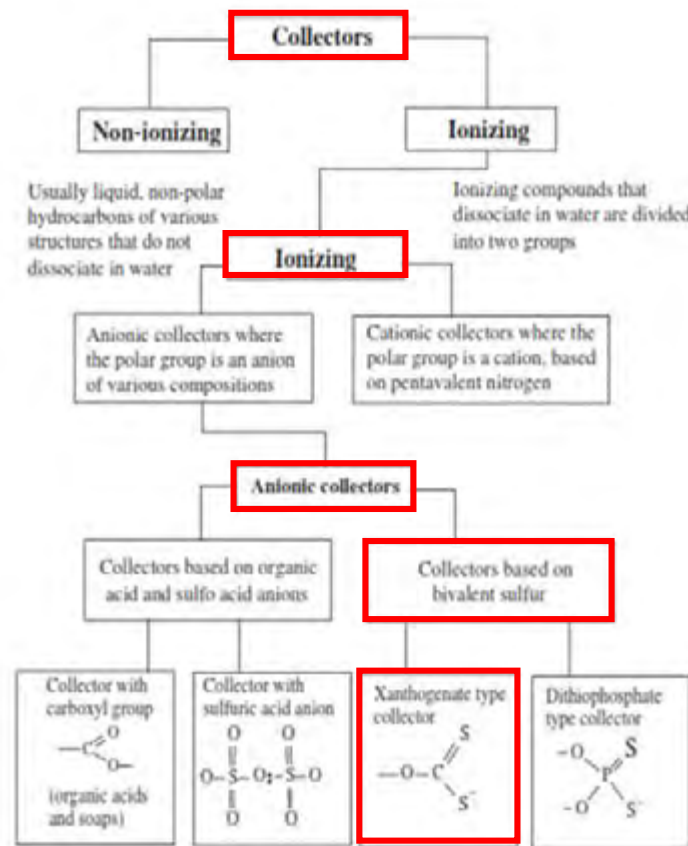 Collectors
Non-ionizing
Ionizing
Usually liquid, non-polar
hydrocarbons of various
structures that do not
dissociate in water
Ionizing compounds that
dissociate in water are divided
into two groups
Ionizing
Anionic collectors where
the polar group is an anion
of various compositions
Cationic collectors where the
polar group is a cation, based
on pentavalent nitrogen
Anionic collectors
Collectors based on organic
acid and sulfo acid anions
Collectors based on
bivalent sulfur
Collector with
carboxyl group
C O
O
(organic acids
and soaps)
Collector with
sulfuric acid anion
O O
O S O: S O
O O
Xanthogenate type
collector
S
O C
S-
Dithiophosphate
type collector
-O S
P
-O S-